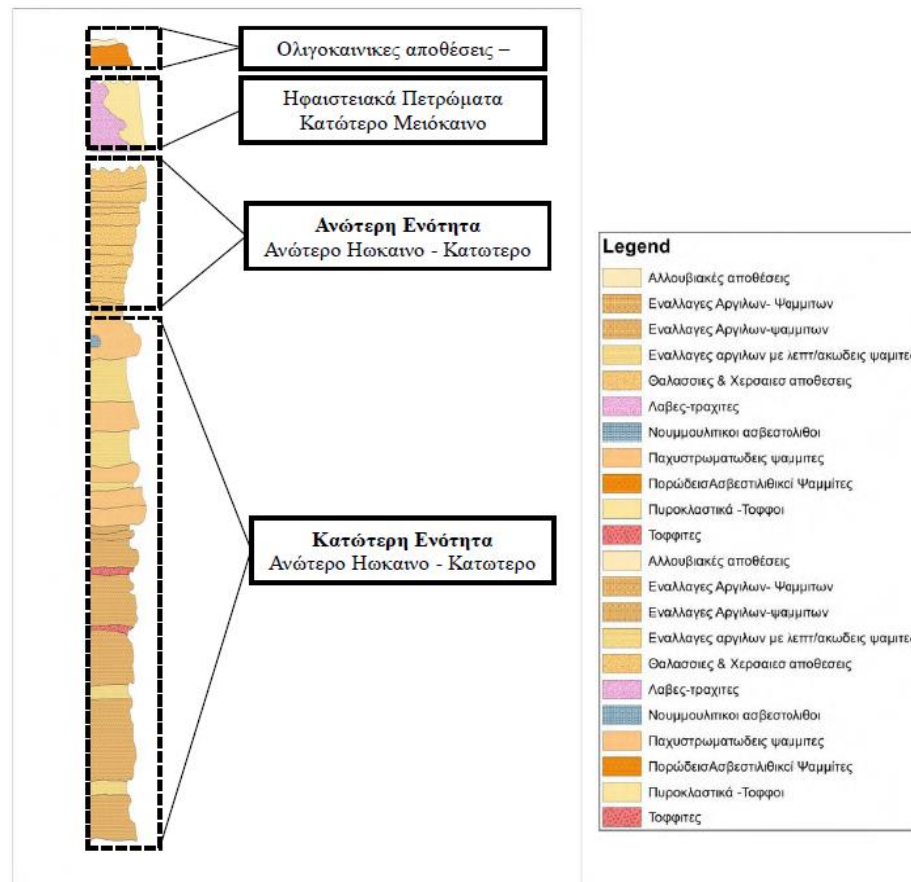 Ολιγοκαινικες αποθέσεις –
Ηφαιστειακά Πετρώματα
Κατώτερο Μειόκαινο
Ανώτερη Ενότητα
Ανώτερο Ηωκαινο - Κατωτερο
Κατώτερη Ενότητα
Ανώτερο Ηωκαινο - Κατωτερο
Legend
Αλλουβιακές αποθέσεις
Εναλλαγες Αργιλων- Ψαμμιτων
Εναλλαγες Αργιλων-ψαμμιτων
Εναλλαγες αργιλων με λεπτ/ακωδεις ψαμιτες
Θαλασσιες & Χερσαιες αποθεσεις
Λαβες-τραχιτες
Νουμμουλιτικοι ασβεστολιθοι
Παχυστρωματωδεις ψαμμιτες
ΠορώδειςΑσβεστιλιθικοί Ψαμμίτες
Πυροκλαστικά -Τοφφοι
Τοφφιτες
Αλλουβιακές αποθέσεις
Εναλλαγες Αργιλων- Ψαμμιτων
Εναλλαγες Αργιλων-ψαμμιτων
Εναλλαγες αργιλων με λεπτ/ακωδεις ψαμιτες
Θαλασσιες & Χερσαιες αποθεσεις
Λαβες-τραχιτες
Νουμμουλιτικοι ασβεστολιθοι
Παχυστρωματωδεις ψαμμιτες
ΠορώδειςΑσβεστιλιθικοί Ψαμμίτες
Πυροκλαστικά -Τοφφοι
Τοφφιτες